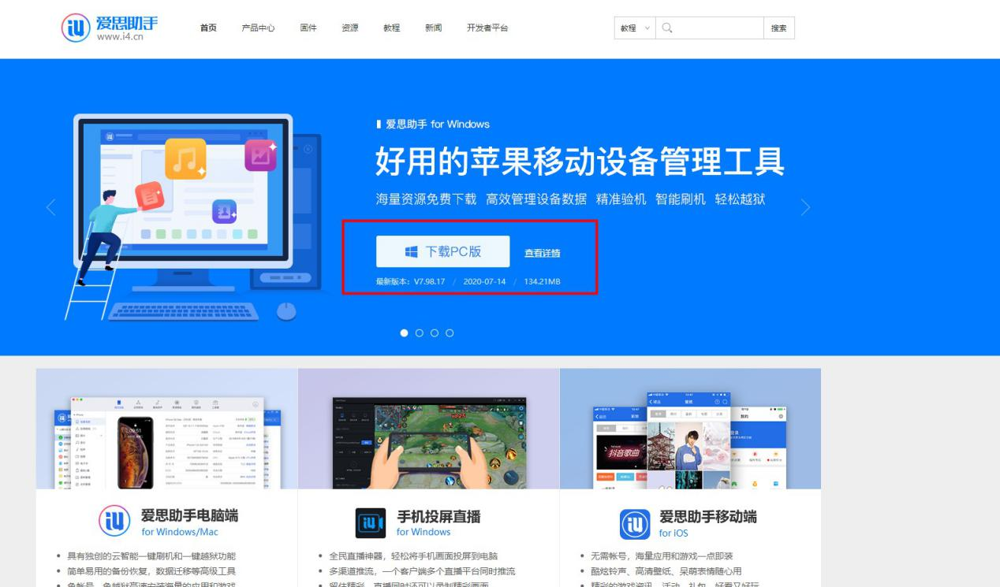 爱思助手
www.i4.cn
首页 产品中心 固件 资源 教程 新闻 开发者平台
教程 搜索
爱思助手 for Windows
好用的苹果移动设备管理工具
海量资源免费下载 高效管理设备数据 精准验机 智能刷机 轻松越狱
下载PC版 查看详情
最新版本：V7.98.17 / 2020-07-14 / 134.21MB
抖音歌曲
爱思助手电脑端
for Windows/Mac
手机投屏直播
for Windows
爱思助手移动端
for iOS
具有独创的云智能一键刷机和一键越狱功能
简单易用的备份恢复，数据迁移等高级工具
免帐号、免越狱高速安装海量的应用和游戏
全民直播神器，轻松将手机画面投屏到电脑
多渠道推流，一个客户端多个直播平台同时推流
留住精彩，直播同时还可以录制精彩画面
无需帐号，海量应用和游戏一点即装
酷炫铃声、高清壁纸、呆萌表情随心用
精彩的游戏资讯、活动、礼包，好看又好玩